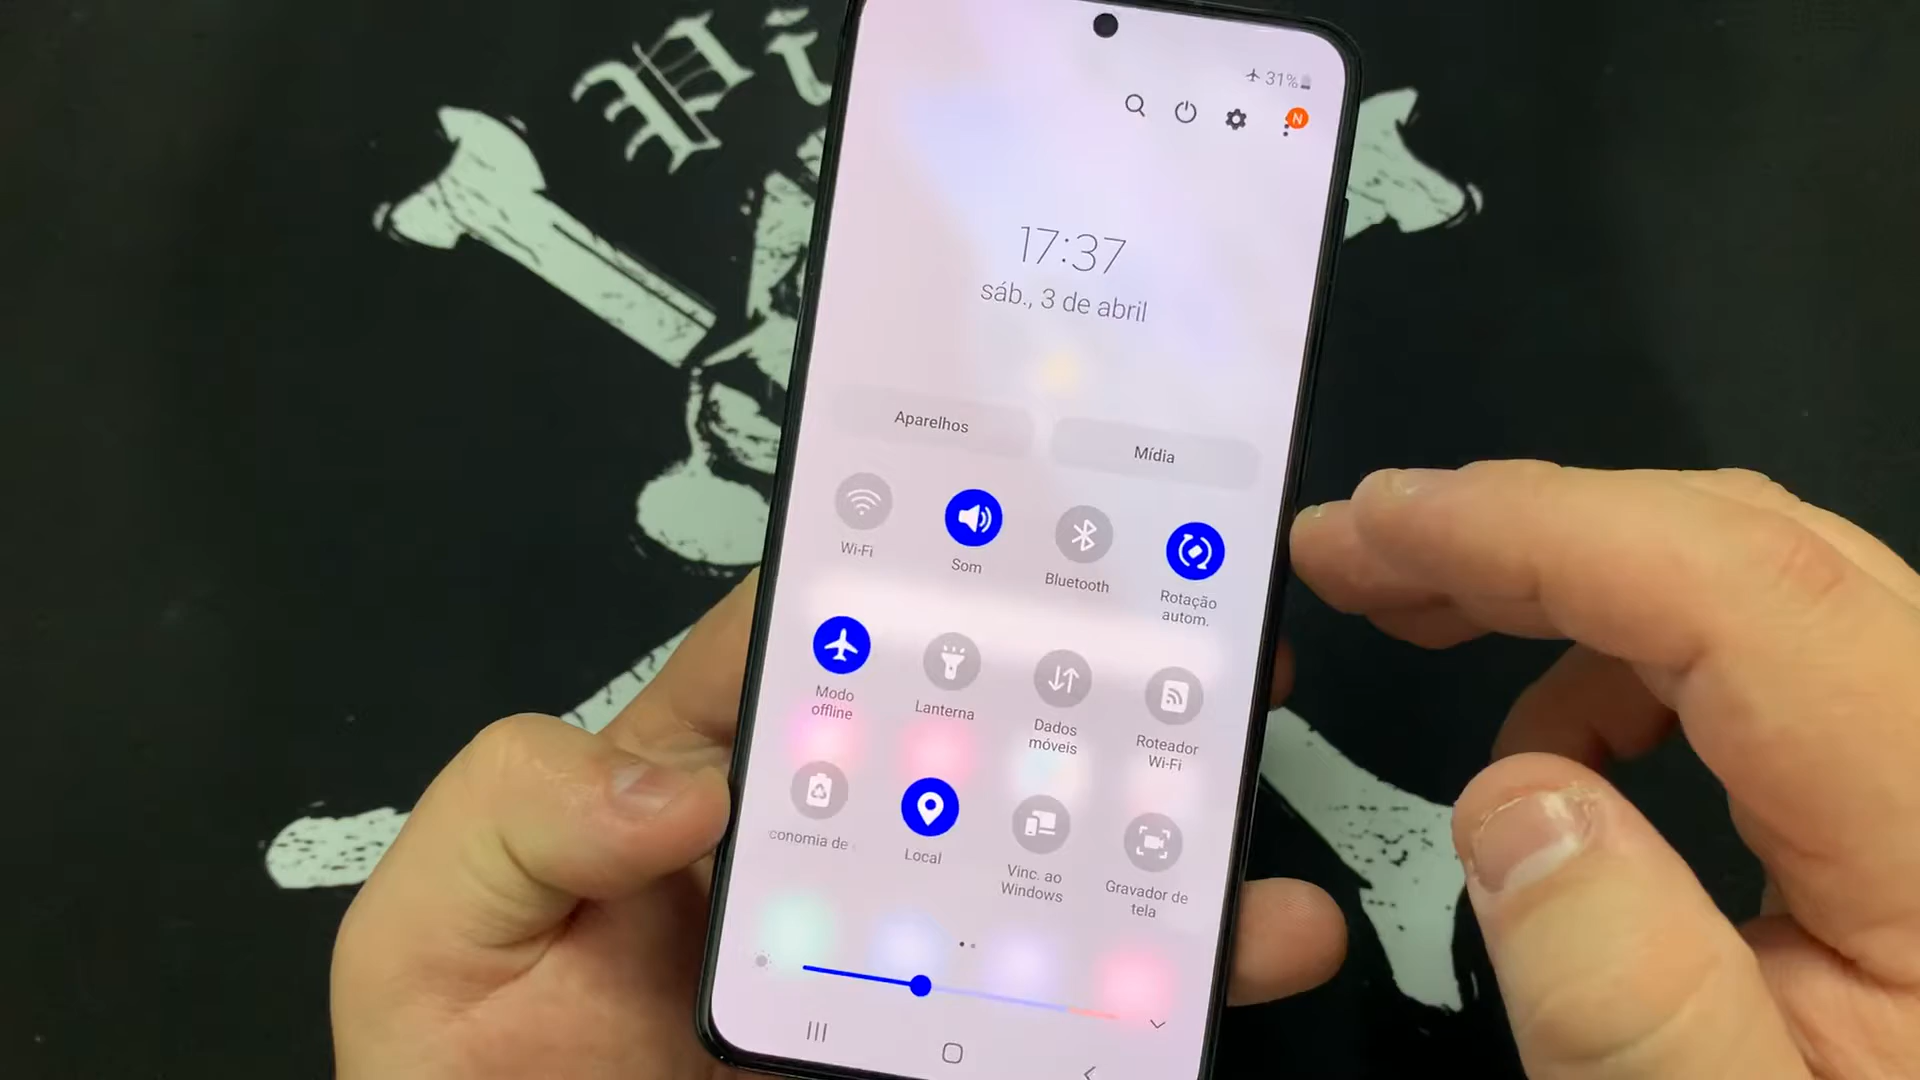 Pi
31%
N
17:37
sáb., 3 de abril
Aparelhos
Mídia
Wi-Fi
Som
Bluetooth
Rotação
autom.
Modo
offline
Lanterna
Dados
móveis
Roteador
Wi-Fi
conomia de
Local
Vinc. ao
Windows
Gravador de
tela